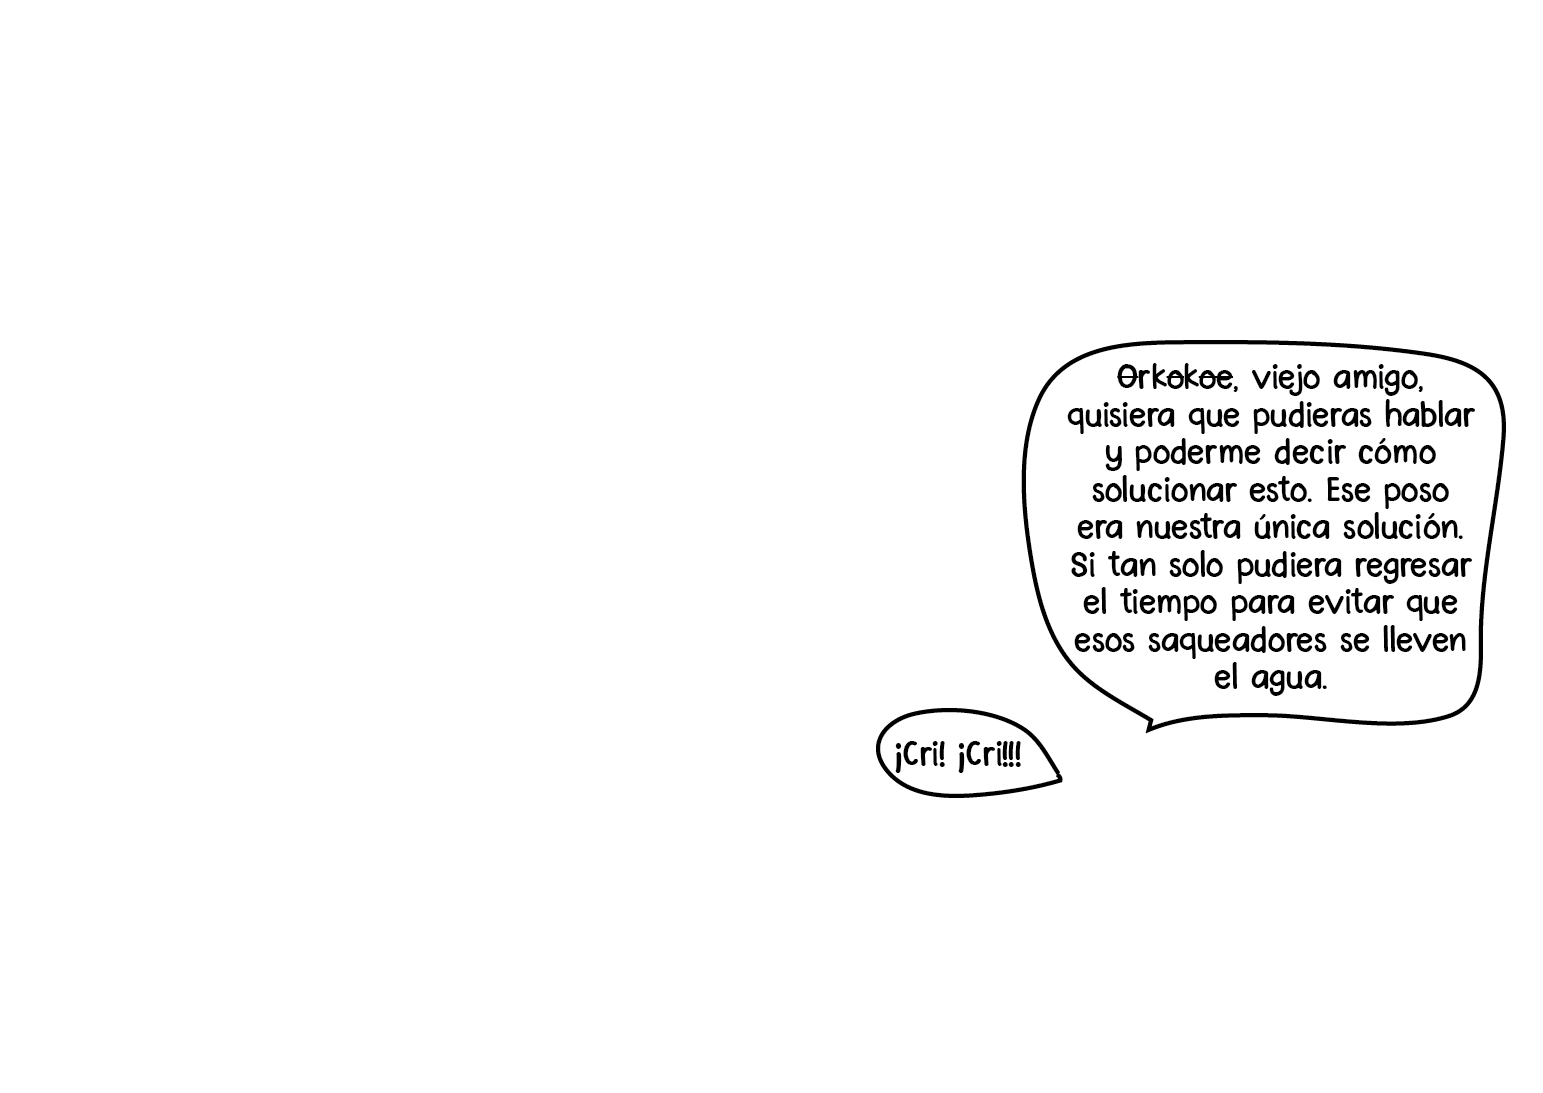 Ɵrkɵkɵe, viejo amigo,
quisiera que pudieras hablar
y poderme decir cómo
solucionar esto. Ese poso
era nuestra única solución.
Si tan solo pudiera regresar
el tiempo para evitar que
esos saqueadores se lleven
el agua.
¡Cri! ¡Cri!!!